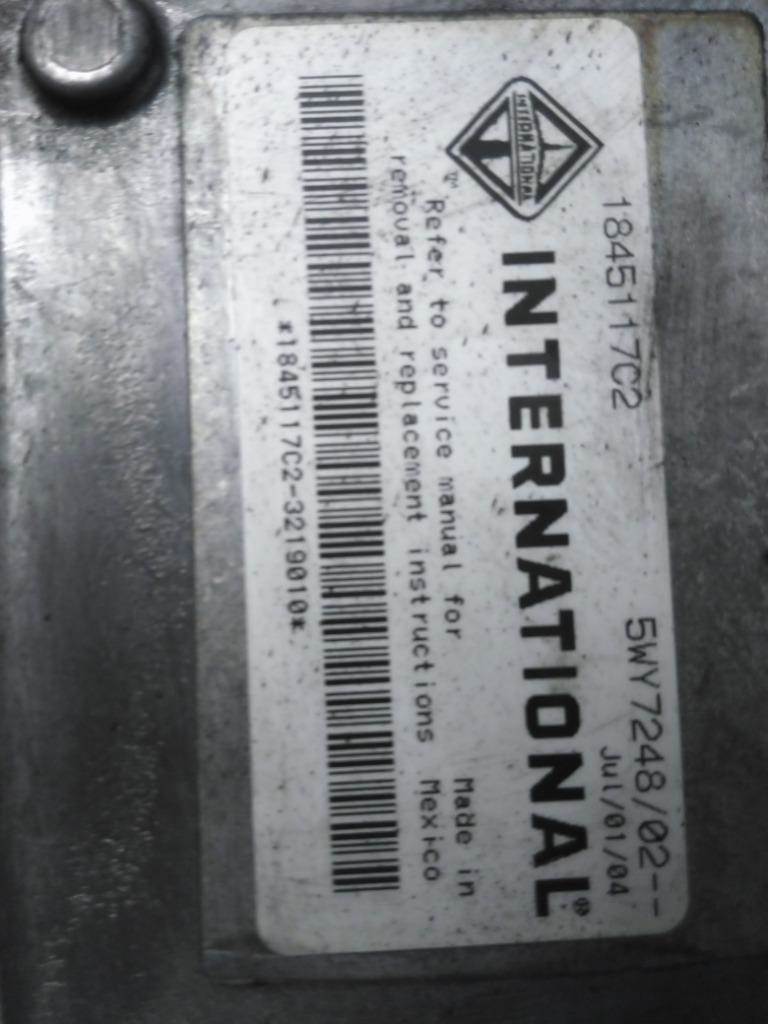 1845117C2 5WY7248/02--
Jul/01/04
INTERNATIONAL
INTERNATIONAL®
Refer to service manual for
removal and replacement instructions
Made in
Mexico
*1845117C2-3219010*